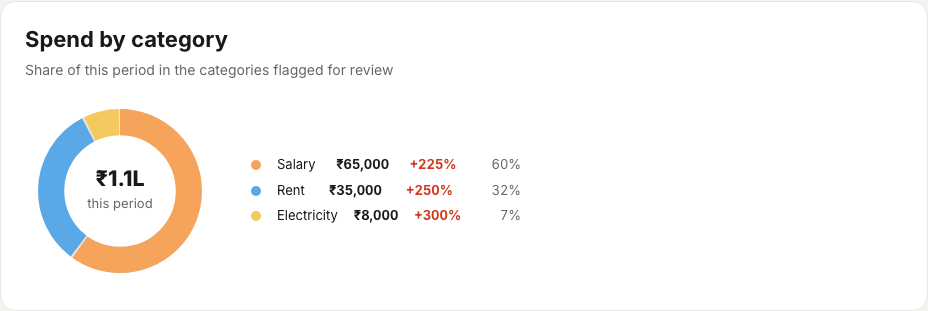 Spend by category
Share of this period in the categories flagged for review
₹1.1L
this period
Salary ₹65,000 +225% 60%
Rent ₹35,000 +250% 32%
Electricity ₹8,000 +300% 7%